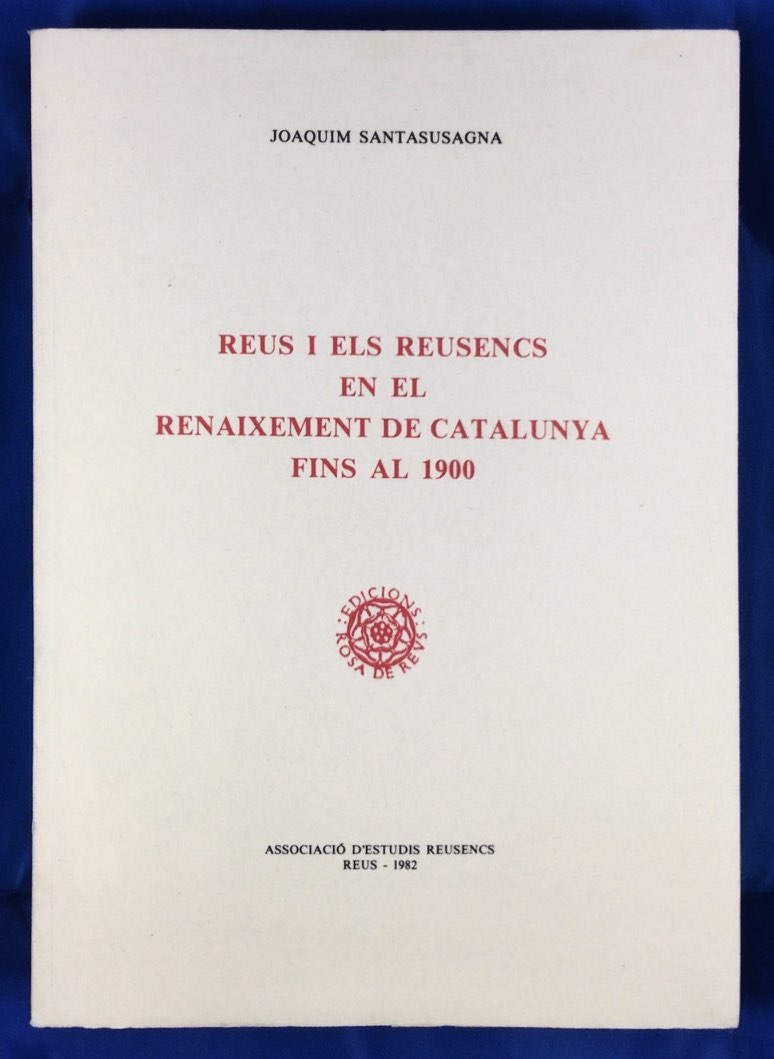 JOAQUIM SANTASUSAGNA
REUS I ELS REUSENCS
EN EL
RENAIXEMENT DE CATALUNYA
FINS AL 1900
: EDICIONS :
ROSA DE REVS
ASSOCIACIÓ D'ESTUDIS REUSENCS
REUS - 1982